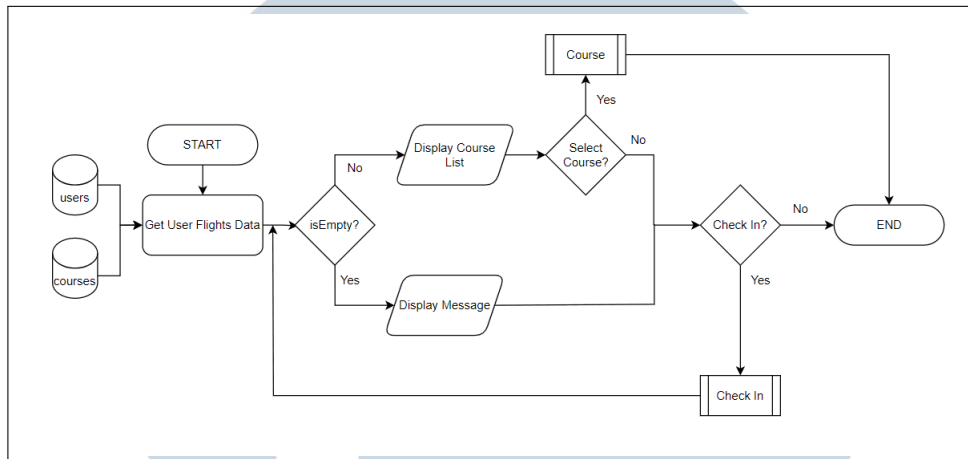 Course
Yes
START
Display Course
List
Select
Course?
No
No
users
Get User Flights Data
isEmpty?
Check In?
No
END
courses
Yes
Display Message
Yes
Check In